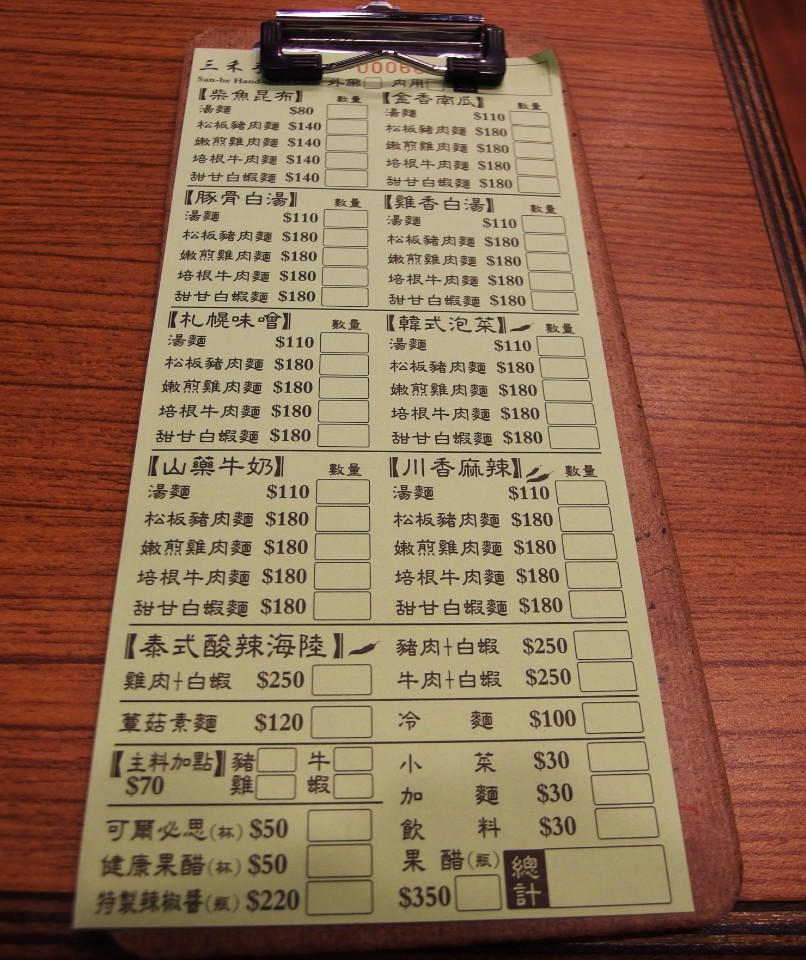 三禾
San-he Hand
00060
外帶 內用
【柴魚昆布】 數量
湯麵 $80
松板豬肉麵 $140
嫩煎雞肉麵 $140
培根牛肉麵 $140
甜甘白蝦麵 $140
【金香南瓜】 數量
湯麵 $110
松板豬肉麵 $180
嫩煎雞肉麵 $180
培根牛肉麵 $180
甜甘白蝦麵 $180
【豚骨白湯】 數量
湯麵 $110
松板豬肉麵 $180
嫩煎雞肉麵 $180
培根牛肉麵 $180
甜甘白蝦麵 $180
【雞香白湯】 數量
湯麵 $110
松板豬肉麵 $180
嫩煎雞肉麵 $180
培根牛肉麵 $180
甜甘白蝦麵 $180
【札幌味噌】 數量
湯麵 $110
松板豬肉麵 $180
嫩煎雞肉麵 $180
培根牛肉麵 $180
甜甘白蝦麵 $180
【韓式泡菜】 數量
湯麵 $110
松板豬肉麵 $180
嫩煎雞肉麵 $180
培根牛肉麵 $180
甜甘白蝦麵 $180
【山藥牛奶】 數量
湯麵 $110
松板豬肉麵 $180
嫩煎雞肉麵 $180
培根牛肉麵 $180
甜甘白蝦麵 $180
【川香麻辣】 數量
湯麵 $110
松板豬肉麵 $180
嫩煎雞肉麵 $180
培根牛肉麵 $180
甜甘白蝦麵 $180
【泰式酸辣海陸】
豬肉+白蝦 $250
雞肉+白蝦 $250
牛肉+白蝦 $250
蕈菇素麵 $120
冷麵 $100
【主料加點】 豬 牛
$70 雞 蝦
小菜 $30
加麵 $30
飲料 $30
可爾必思(杯) $50
健康果醋(杯) $50
特製辣椒醬(瓶) $220
果醋(瓶)
$350
總計